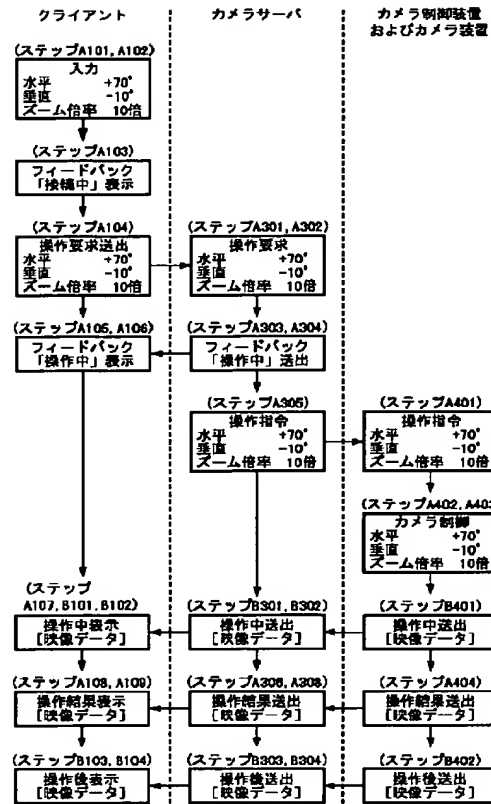 クライアント
カメラサーバ
カメラ制御装置
およびカメラ装置
(ステップA101, A102)
入力
水平 +70°
垂直 -10°
ズーム倍率 10倍
(ステップA103)
フィードバック
「接続中」表示
(ステップA104)
操作要求送出
水平 +70°
垂直 -10°
ズーム倍率 10倍
(ステップA301, A302)
操作要求
水平 +70°
垂直 -10°
ズーム倍率 10倍
(ステップA105, A106)
フィードバック
「操作中」表示
(ステップA303, A304)
フィードバック
「操作中」送出
(ステップA305)
操作指令
水平 +70°
垂直 -10°
ズーム倍率 10倍
(ステップA401)
操作指令
水平 +70°
垂直 -10°
ズーム倍率 10倍
(ステップA402, A403
カメラ制御
水平 +70°
垂直 -10°
ズーム倍率 10倍
(ステップ
A107, B101, B102)
操作中表示
[映像データ]
(ステップB301, B302)
操作中送出
[映像データ]
(ステップB401)
操作中送出
[映像データ]
(ステップA108, A109)
操作結果表示
[映像データ]
(ステップA306, A308)
操作結果送出
[映像データ]
(ステップA404)
操作結果送出
[映像データ]
(ステップB103, B104)
操作後表示
[映像データ]
(ステップB303, B304)
操作後送出
[映像データ]
(ステップB402)
操作後送出
[映像データ]